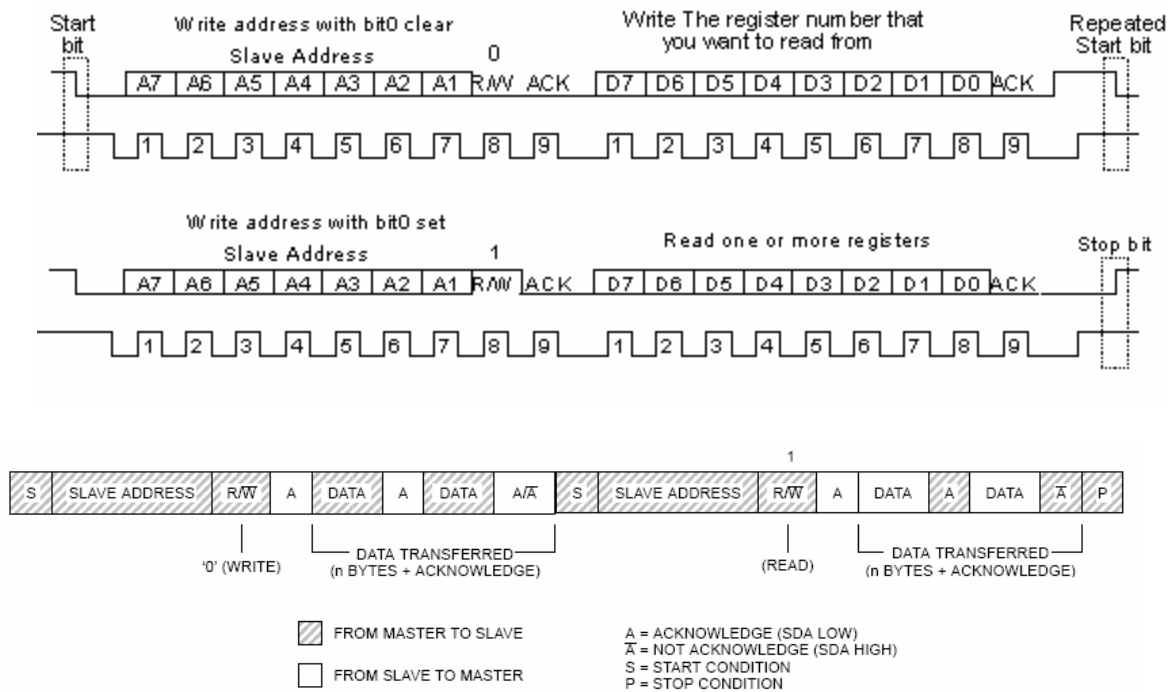 Start bit
Write address with bit0 clear
Slave Address
0
Write The register number that
you want to read from
Repeated
Start bit
A7 A6 A5 A4 A3 A2 A1 R/W ACK D7 D6 D5 D4 D3 D2 D1 D0 ACK
1 2 3 4 5 6 7 8 9 1 2 3 4 5 6 7 8 9
Write address with bit0 set
Slave Address
1
Read one or more registers
Stop bit
A7 A6 A5 A4 A3 A2 A1 R/W ACK D7 D6 D5 D4 D3 D2 D1 D0 ACK
1 2 3 4 5 6 7 8 9 1 2 3 4 5 6 7 8 9
1
S SLAVE ADDRESS R/W̅ A DATA A DATA A/A̅ S SLAVE ADDRESS R/W̅ A DATA A DATA A̅ P
'0' (WRITE)
DATA TRANSFERRED
(n BYTES + ACKNOWLEDGE)
(READ)
DATA TRANSFERRED
(n BYTES + ACKNOWLEDGE)
FROM MASTER TO SLAVE
FROM SLAVE TO MASTER
A = ACKNOWLEDGE (SDA LOW)
A̅ = NOT ACKNOWLEDGE (SDA HIGH)
S = START CONDITION
P = STOP CONDITION